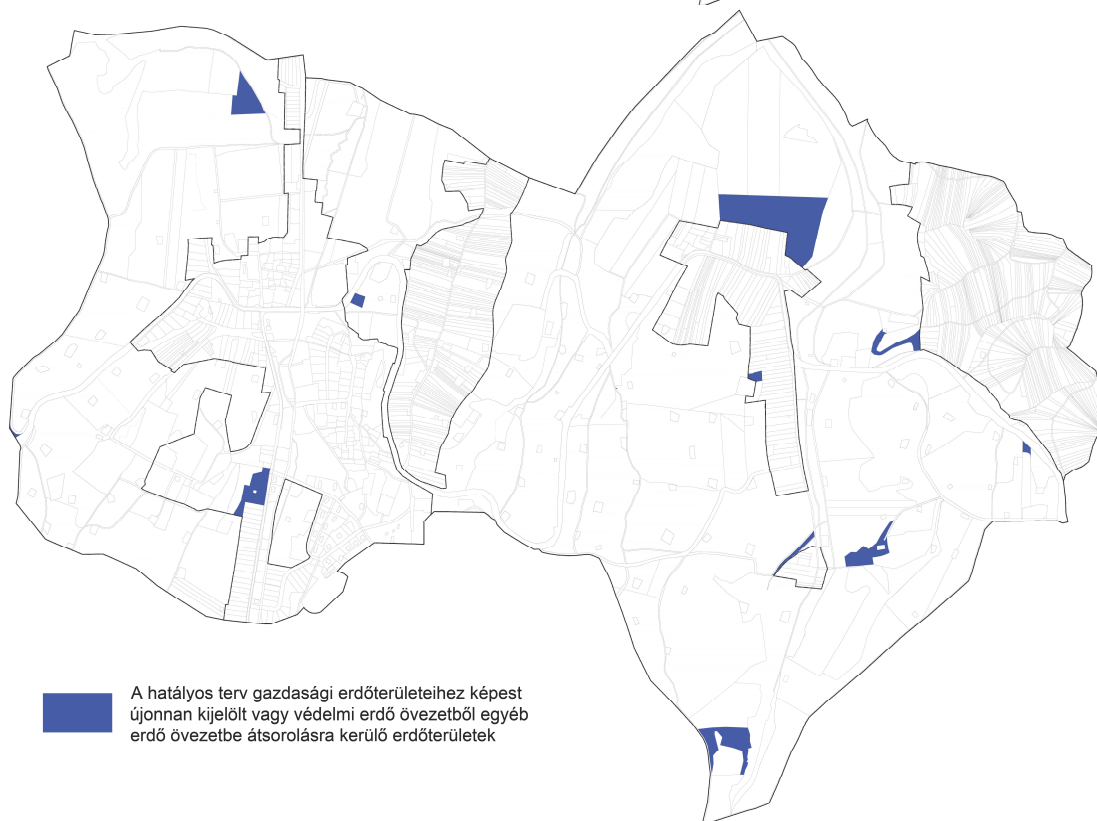 A hatályos terv gazdasági erdőterületeihez képest
újonnan kijelölt vagy védelmi erdő övezetből egyéb
erdő övezetbe átsorolásra kerülő erdőterületek